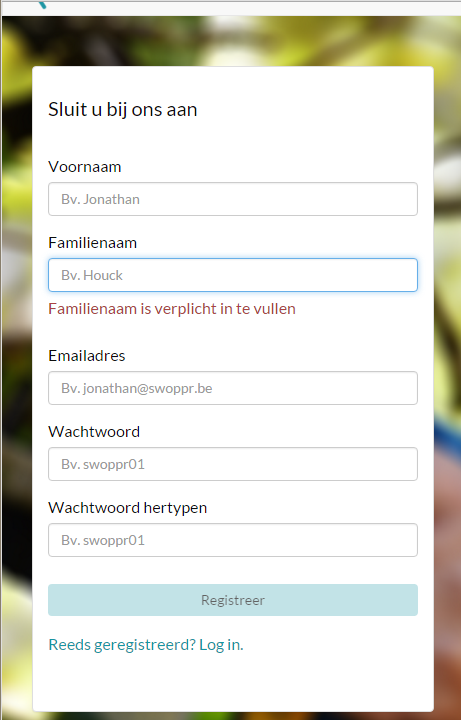 Sluit u bij ons aan
Voornaam
Bv. Jonathan
Familienaam
Bv. Houck
Familienaam is verplicht in te vullen
Emailadres
Bv. jonathan@swoppr.be
Wachtwoord
Bv. swoppr01
Wachtwoord hertypen
Bv. swoppr01
Registreer
Reeds geregistreerd? Log in.